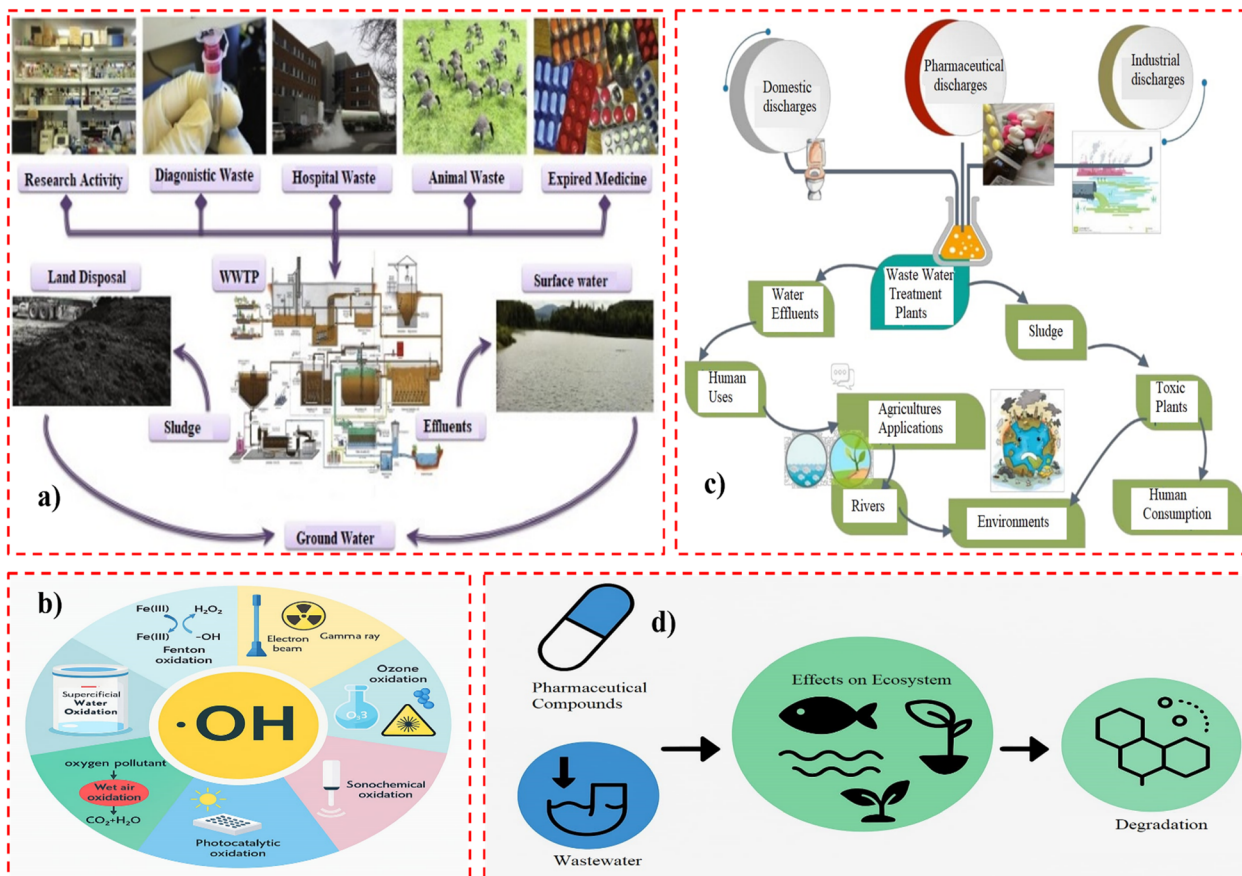 Research Activity
Diagonistic Waste
Hospital Waste
Animal Waste
Expired Medicine
Land Disposal
WWTP
Surface water
Sludge
Effluents
a)
Ground Water
c)
Domestic
discharges
Pharmaceutical
discharges
Industrial
discharges
Waste Water
Treatment
Plants
Water
Effluents
Sludge
Human
Uses
Agricultures
Applications
Toxic
Plants
Rivers
Environments
Human
Consumption
b)
Fe(III) H₂O₂
Fe(III) –OH
Fenton
oxidation
Electron
beam
Gamma ray
Ozone
oxidation
O₃3
Supercificial
Water
Oxidation
·OH
oxygen pollutant
Wet air
oxidation
CO₂+H₂O
Photocatalytic
oxidation
Sonochemical
oxidation
d)
Pharmaceutical
Compounds
Wastewater
Effects on Ecosystem
Degradation